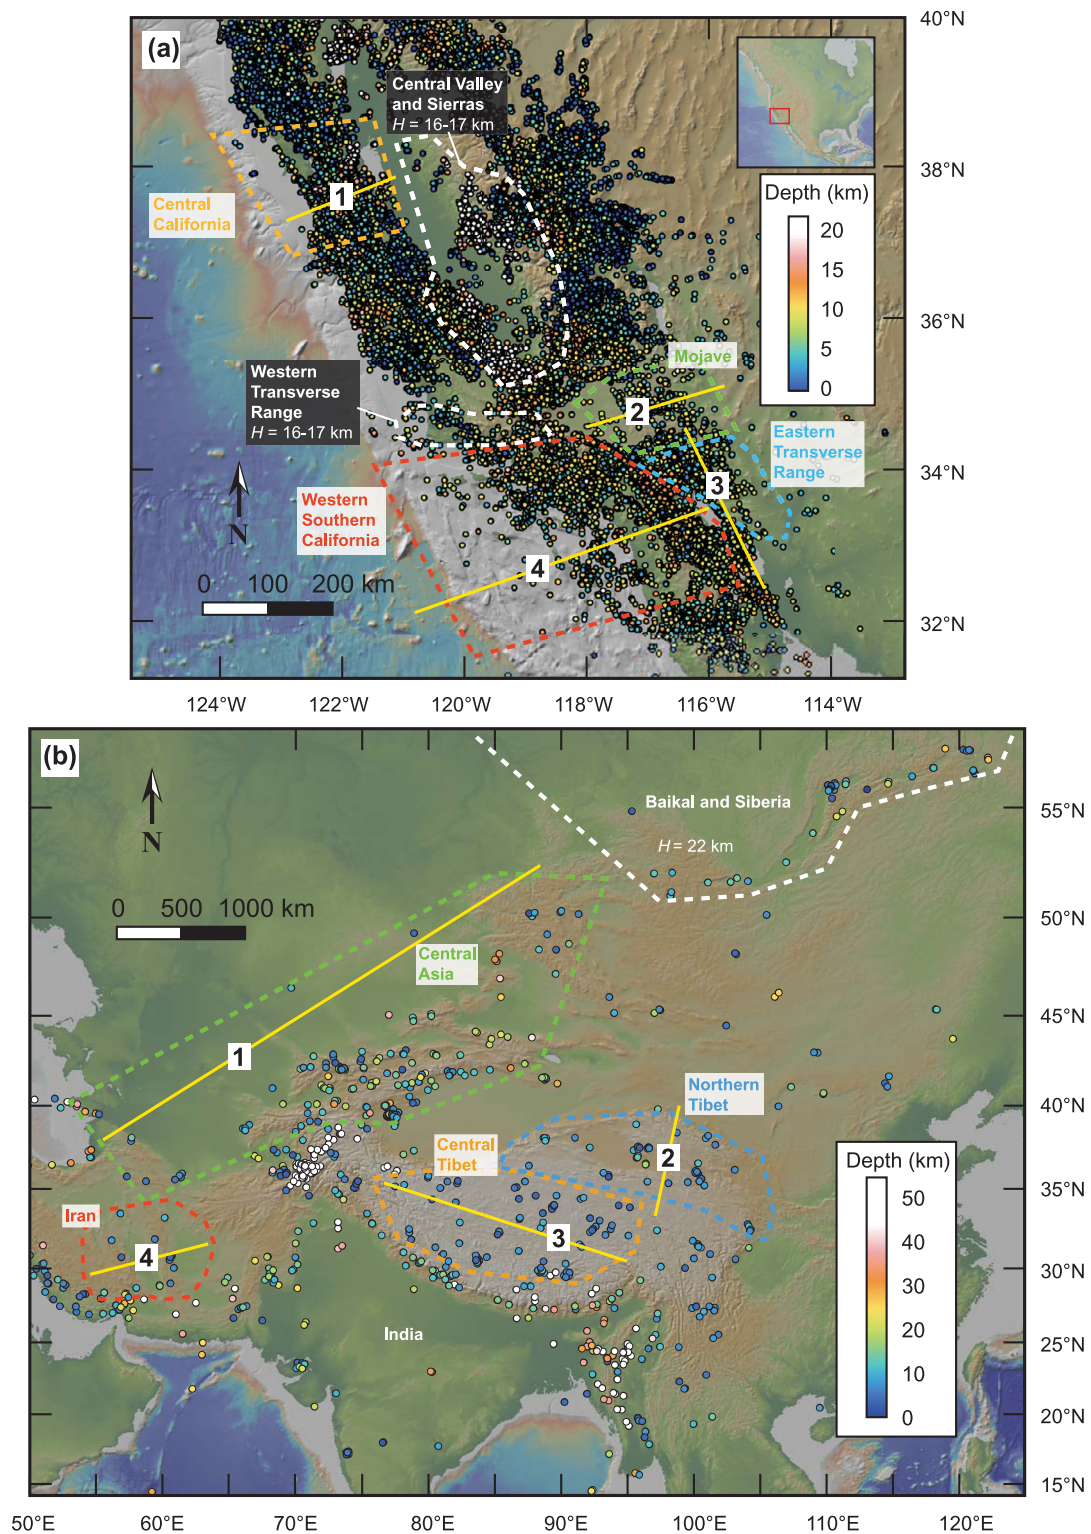 (a)
40°N
Central Valley
and Sierras
H = 16-17 km
38°N
Depth (km)
20
15
10
5
0
1
Central
California
36°N
Mojave
Western
Transverse
Range
H = 16-17 km
2
Eastern
Transverse
Range
34°N
3
N
Western
Southern
California
4
0 100 200 km
32°N
124°W 122°W 120°W 118°W 116°W 114°W
(b)
N
Baikal and Siberia
H = 22 km
55°N
0 500 1000 km
50°N
Central
Asia
45°N
1
Northern
Tibet
40°N
Central
Tibet
2
Depth (km)
50
40
30
20
10
0
35°N
Iran
3
4
30°N
India
25°N
20°N
15°N
50°E 60°E 70°E 80°E 90°E 100°E 110°E 120°E